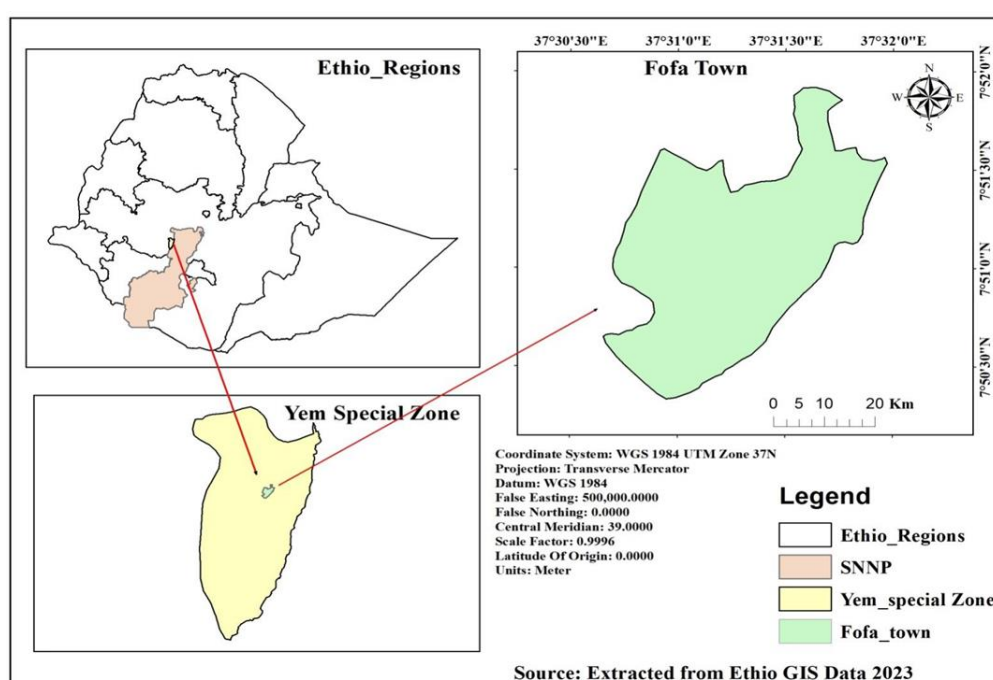 Ethio_Regions
Yem Special Zone
37°30'30"E 37°31'0"E 37°31'30"E 37°32'0"E
Fofa Town
N
W E
S
7°52'0"N
7°51'30"N
7°51'0"N
7°50'30"N
0 5 10 20 Km
Coordinate System: WGS 1984 UTM Zone 37N
Projection: Transverse Mercator
Datum: WGS 1984
False Easting: 500,000.0000
False Northing: 0.0000
Central Meridian: 39.0000
Scale Factor: 0.9996
Latitude Of Origin: 0.0000
Units: Meter
Legend
Ethio_Regions
SNNP
Yem_special Zone
Fofa_town
Source: Extracted from Ethio GIS Data 2023